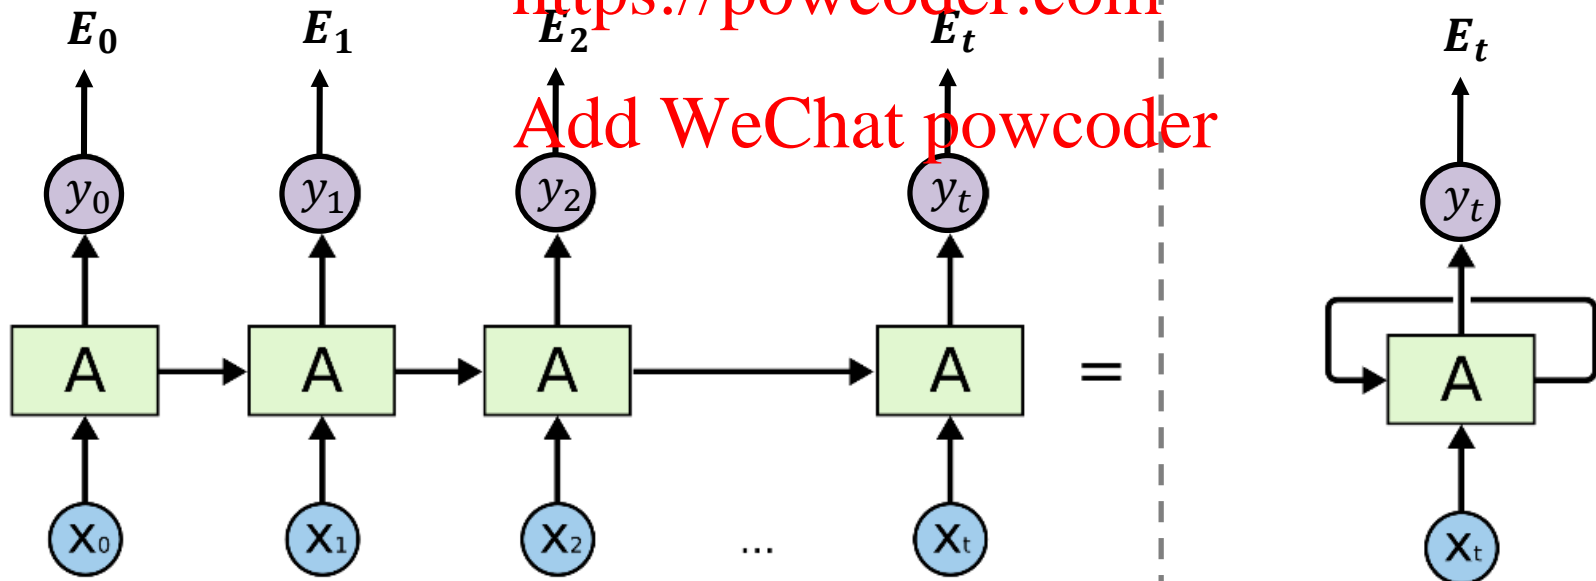 https://powcoder.com
E₀ E₁ E₂ Eₜ Eₜ
Add WeChat powcoder
y₀ y₁ y₂ yₜ yₜ
A A A A = A
X₀ X₁ X₂ ... Xₜ Xₜ